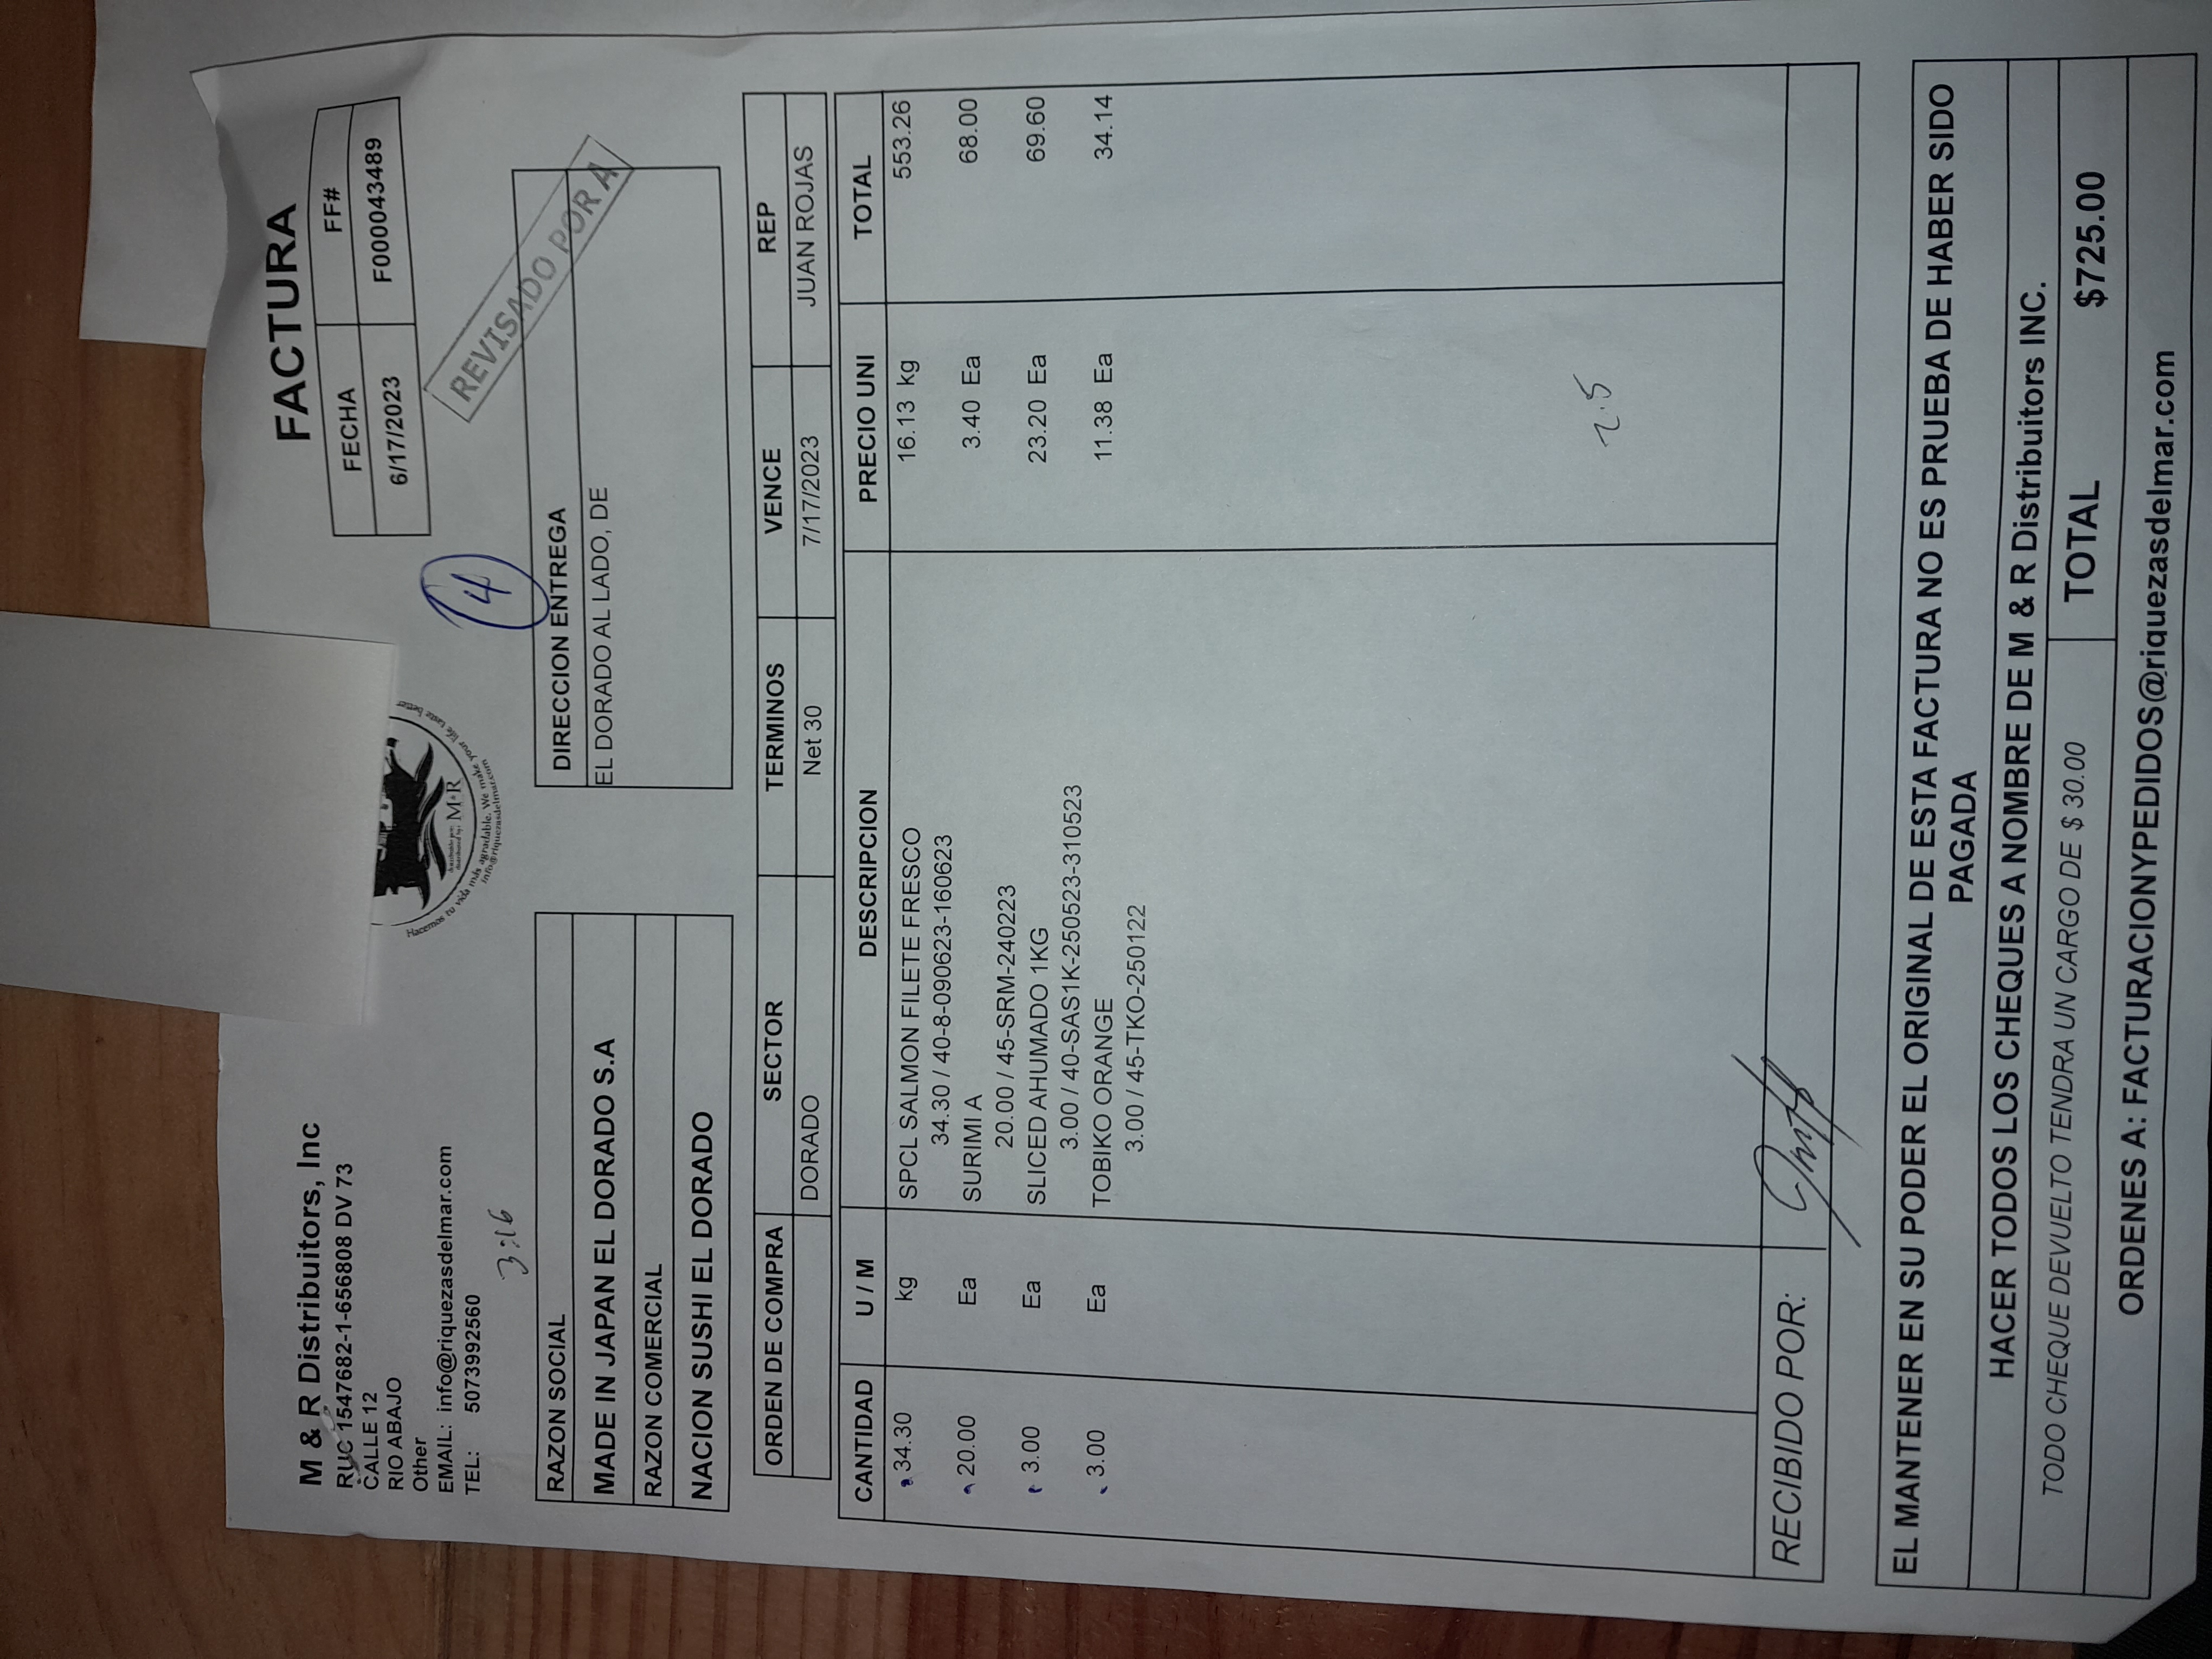 M & R Distribuitors, Inc
RUC 1547682-1-656808 DV 73
CALLE 12
RIO ABAJO
Other
EMAIL: info@riquezasdelmar.com
TEL: 5073992560
3:16
distribuido por:
distributed by: M&R
Hacemos tu vida más agradable. We make your life taste better
info@riquezasdelmar.com
FACTURA
FECHA FF#
6/17/2023 F000043489
4
REVISADO POR A
RAZON SOCIAL
MADE IN JAPAN EL DORADO S.A
RAZON COMERCIAL
NACION SUSHI EL DORADO
DIRECCION ENTREGA
EL DORADO AL LADO, DE
ORDEN DE COMPRA SECTOR TERMINOS VENCE REP
DORADO Net 30 7/17/2023 JUAN ROJAS
CANTIDAD U / M DESCRIPCION PRECIO UNI TOTAL
34.30 kg SPCL SALMON FILETE FRESCO 16.13 kg 553.26
34.30 / 40-8-090623-160623
20.00 Ea SURIMI A 3.40 Ea 68.00
20.00 / 45-SRM-240223
3.00 Ea SLICED AHUMADO 1KG 23.20 Ea 69.60
3.00 / 40-SAS1K-250523-310523
3.00 Ea TOBIKO ORANGE 11.38 Ea 34.14
3.00 / 45-TKO-250122
2.5
RECIBIDO POR:
EL MANTENER EN SU PODER EL ORIGINAL DE ESTA FACTURA NO ES PRUEBA DE HABER SIDO
PAGADA
HACER TODOS LOS CHEQUES A NOMBRE DE M & R Distribuitors INC.
TODO CHEQUE DEVUELTO TENDRA UN CARGO DE $ 30.00
TOTAL $725.00
ORDENES A: FACTURACIONYPEDIDOS@riquezasdelmar.com